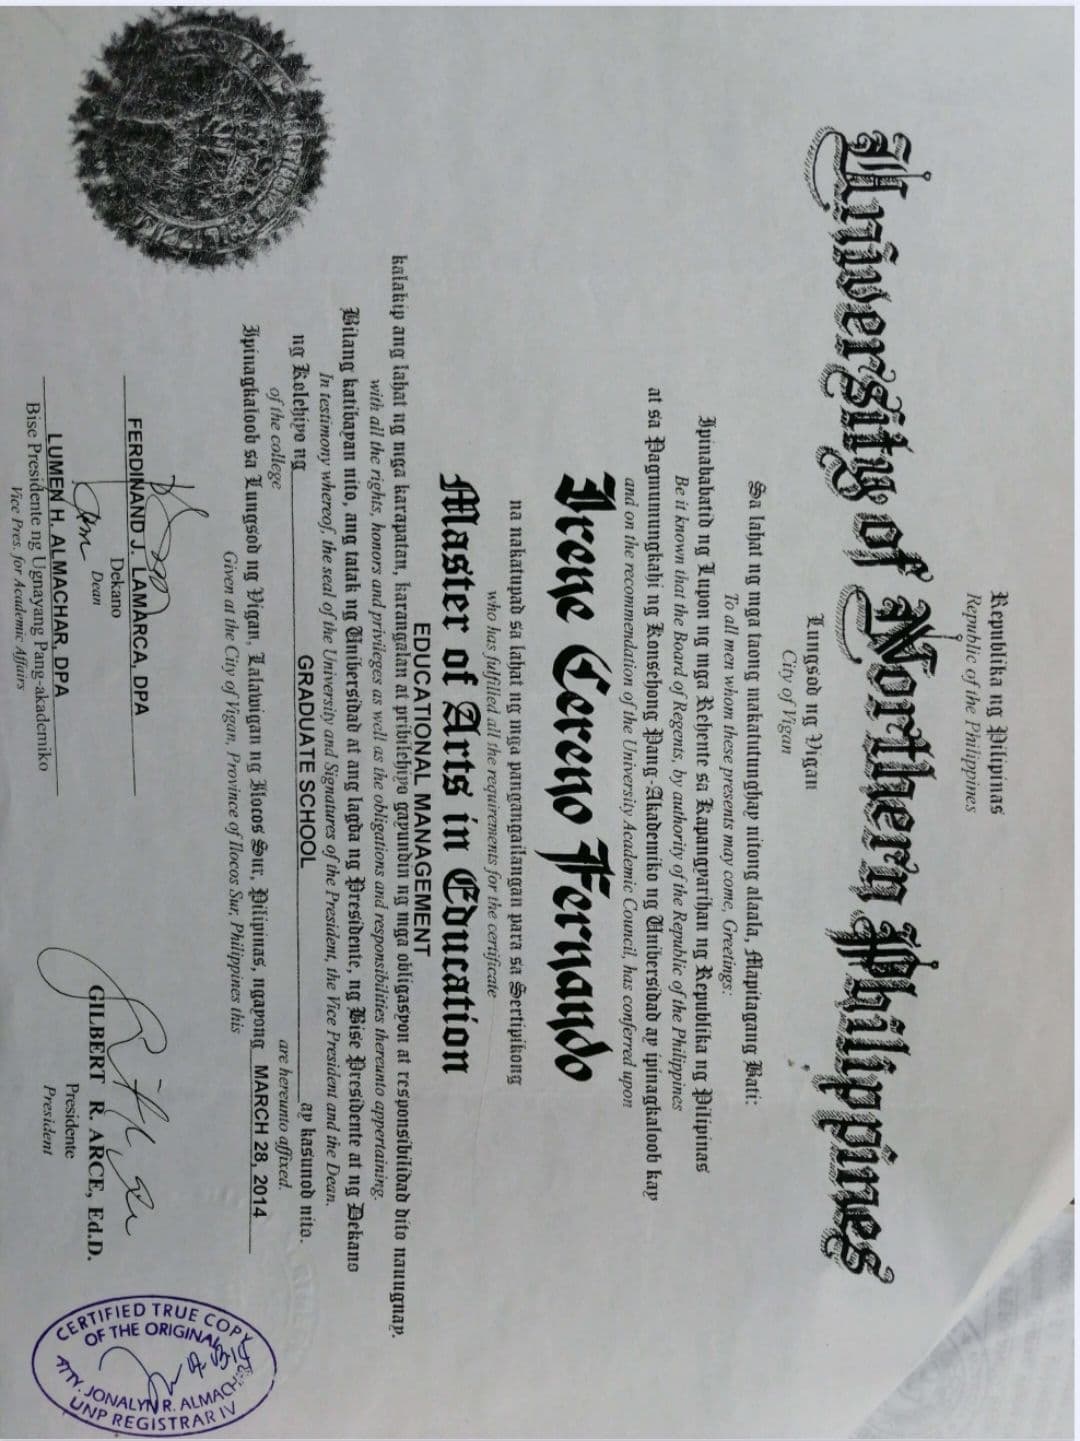 Republika ng Pilipinas
Republic of the Philippines
University of Northern Philippines
Lungsod ng Vigan
City of Vigan
Sa lahat ng mga taong makatutunghay nitong alaala, Mapitagang Bati:
To all men whom these presents may come, Greetings:
Ipinababatid ng Lupon ng mga Rehente sa Kapangyarihan ng Republika ng Pilipinas
Be it known that the Board of Regents, by authority of the Republic of the Philippines
at sa Pagmumungkahi ng Konsehong Pang-Akademiko ng Unibersidad ay ipinagkaloob kay
and on the recommendation of the University Academic Council, has conferred upon
Irene Cereno Fernando
na nakatupad sa lahat ng mga pangangailangan para sa Sertipikong
who has fulfilled all the requirements for the certificate
Master of Arts in Education
EDUCATIONAL MANAGEMENT
kalakip ang lahat ng mga karapatan, karangalan at pribilehiyo gayundin ng mga obligasyon at responsibilidad dito nauugnay.
with all the rights, honors and privileges as well as the obligations and responsibilities thereunto appertaining.
Bilang katibayan nito, ang tatak ng Unibersidad at ang lagda ng Presidente, ng Bise Presidente at ng Dekano
In testimony whereof, the seal of the University and Signatures of the President, the Vice President and the Dean.
ng Kolehiyo ng GRADUATE SCHOOL ay kasunod nito.
of the college are hereunto affixed.
Ipinagkaloob sa Lungsod ng Vigan, Lalawigan ng Ilocos Sur, Pilipinas, ngayong MARCH 28, 2014
Given at the City of Vigan, Province of Ilocos Sur, Philippines this
FERDINAND J. LAMARCA, DPA
Dekano
Dean
LUMEN H. ALMACHAR, DPA
Bise Presidente ng Ugnayang Pang-akademiko
Vice Pres. for Academic Affairs
GILBERT R. ARCE, Ed.D.
Presidente
President
CERTIFIED TRUE COPY
OF THE ORIGINAL
ATTY. JONALYN R. ALMACHAR
UNP REGISTRAR IV